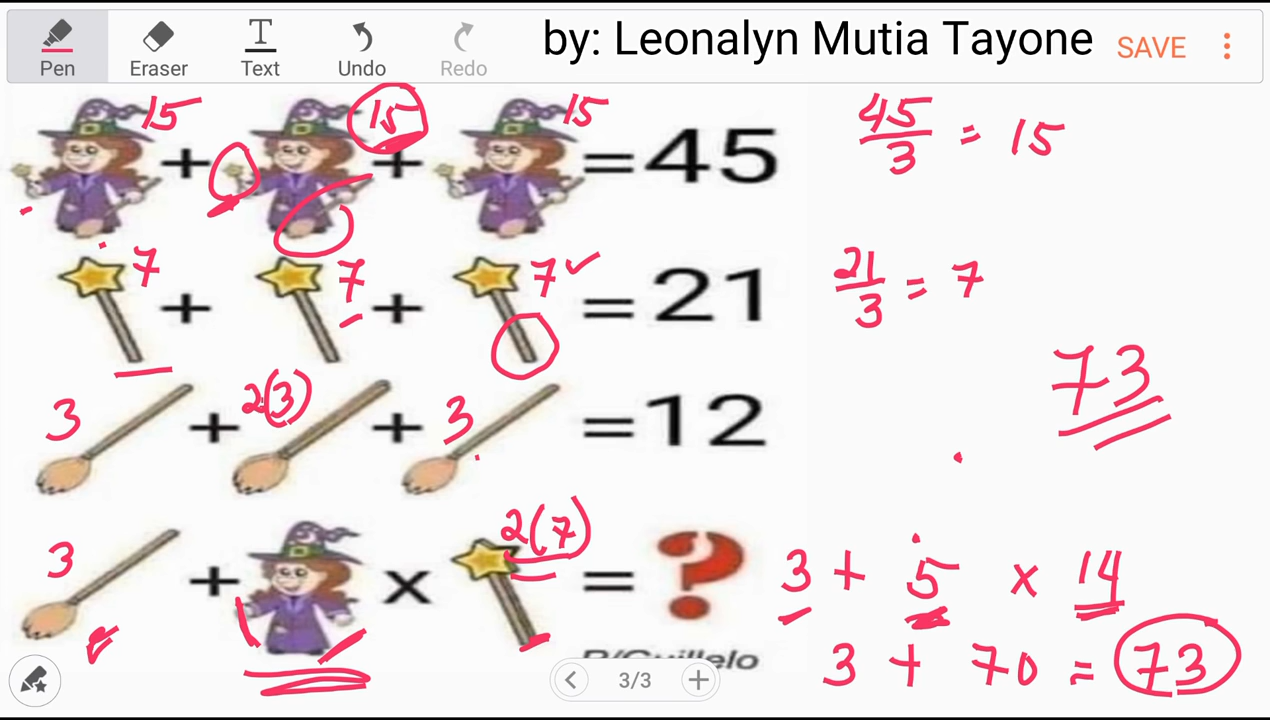 Pen Eraser Text Undo Redo by: Leonalyn Mutia Tayone SAVE
15 15 15 45/3 = 15
+ + =45
7 7 7 21/3 = 7
+ + =21
73
3 2(3) 3
+ + =12
3 2(7)
+ × = ? 3 + 5 × 14
3 + 70 = 73
3/3